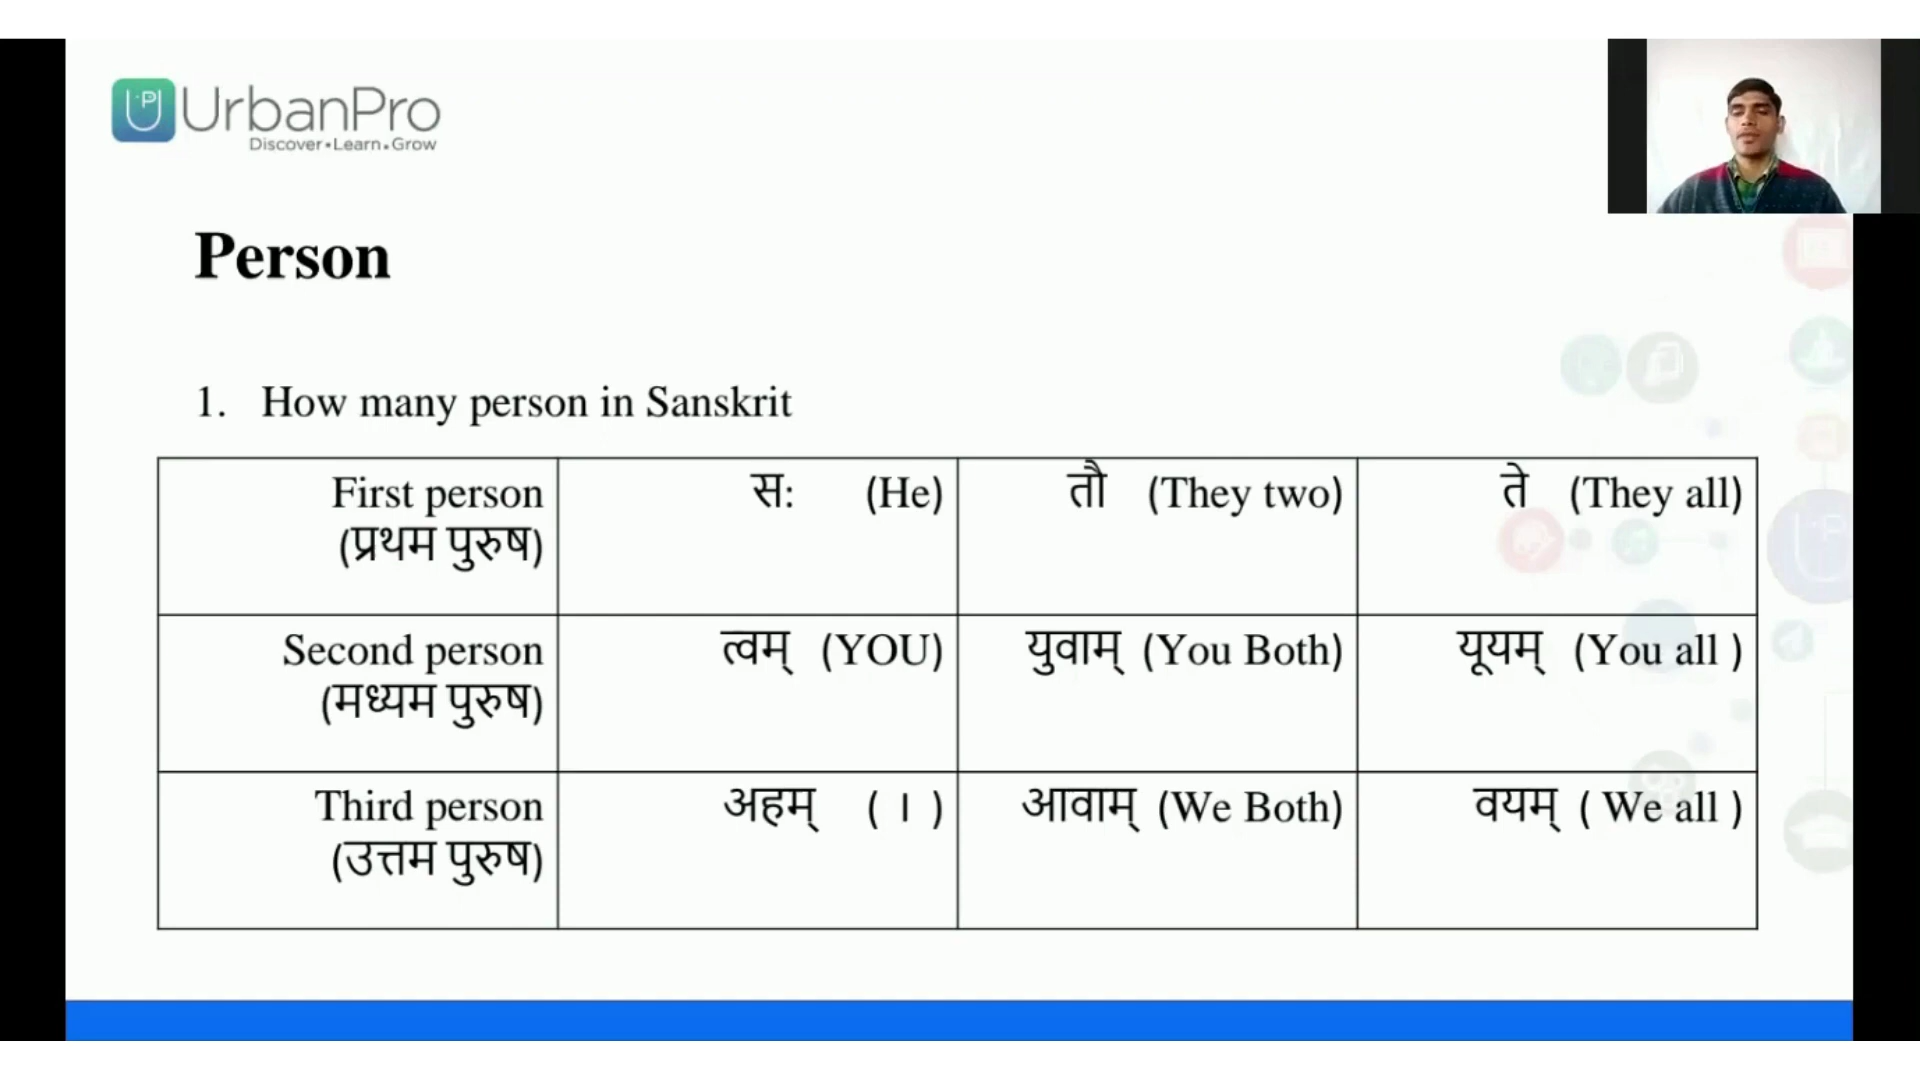 UrbanPro
Discover•Learn•Grow
Person
1. How many person in Sanskrit
First person
(प्रथम पुरुष)
सः (He)
तौ (They two)
ते (They all)
Second person
(मध्यम पुरुष)
त्वम् (YOU)
युवाम् (You Both)
यूयम् (You all )
Third person
(उत्तम पुरुष)
अहम् ( । )
आवाम् (We Both)
वयम् ( We all )